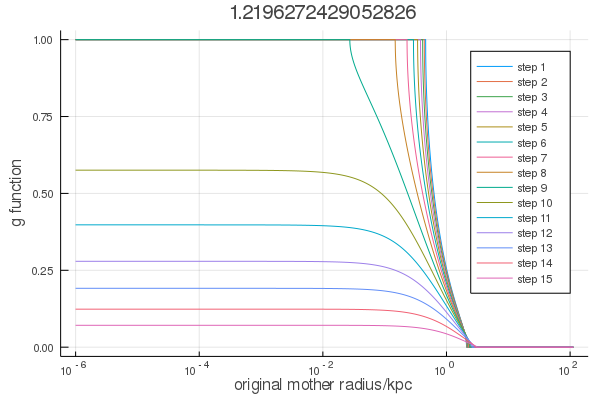 1.2196272429052826
1.00
0.75
0.50
0.25
0.00
g function
step 1
step 2
step 3
step 4
step 5
step 6
step 7
step 8
step 9
step 10
step 11
step 12
step 13
step 14
step 15
10^-6
10^-4
10^-2
10^0
10^2
original mother radius/kpc